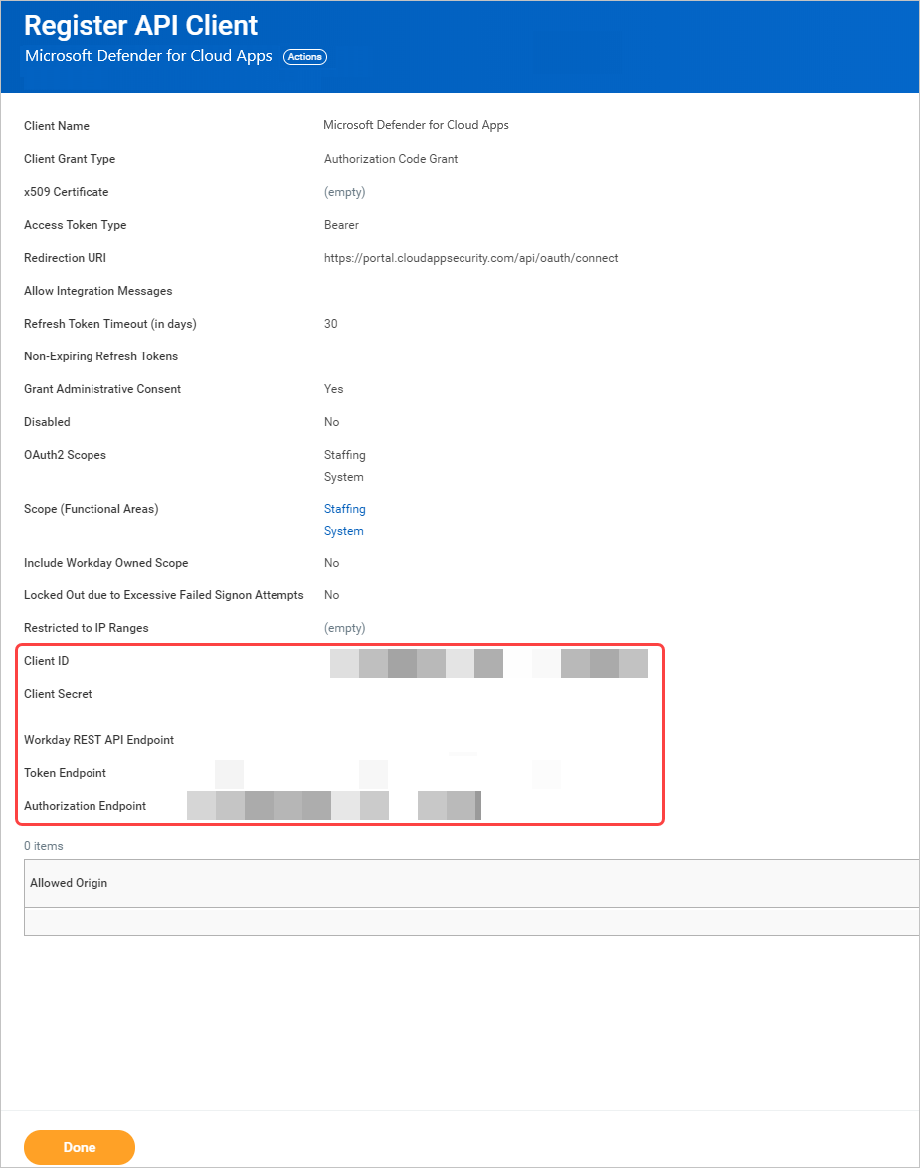 Register API Client
Microsoft Defender for Cloud Apps Actions
Client Name Microsoft Defender for Cloud Apps
Client Grant Type Authorization Code Grant
x509 Certificate (empty)
Access Token Type Bearer
Redirection URI https://portal.cloudappsecurity.com/api/oauth/connect
Allow Integration Messages
Refresh Token Timeout (in days) 30
Non-Expiring Refresh Tokens
Grant Administrative Consent Yes
Disabled No
OAuth2 Scopes Staffing
System
Scope (Functional Areas) Staffing
System
Include Workday Owned Scope No
Locked Out due to Excessive Failed Signon Attempts No
Restricted to IP Ranges (empty)
Client ID
Client Secret
Workday REST API Endpoint
Token Endpoint
Authorization Endpoint
0 items
Allowed Origin
Done